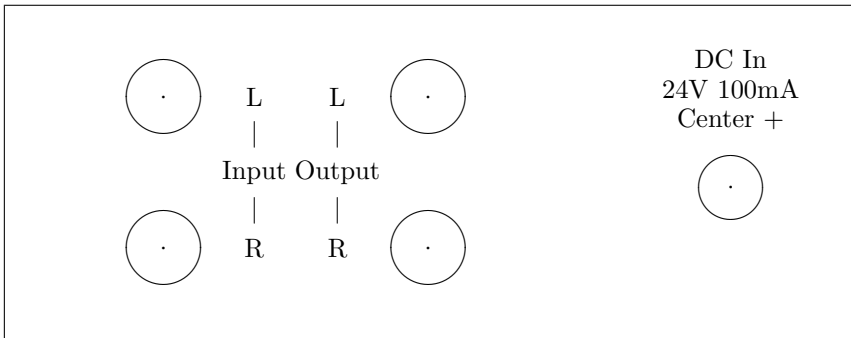 DC In
24V 100mA
Center +
L L
Input Output
R R